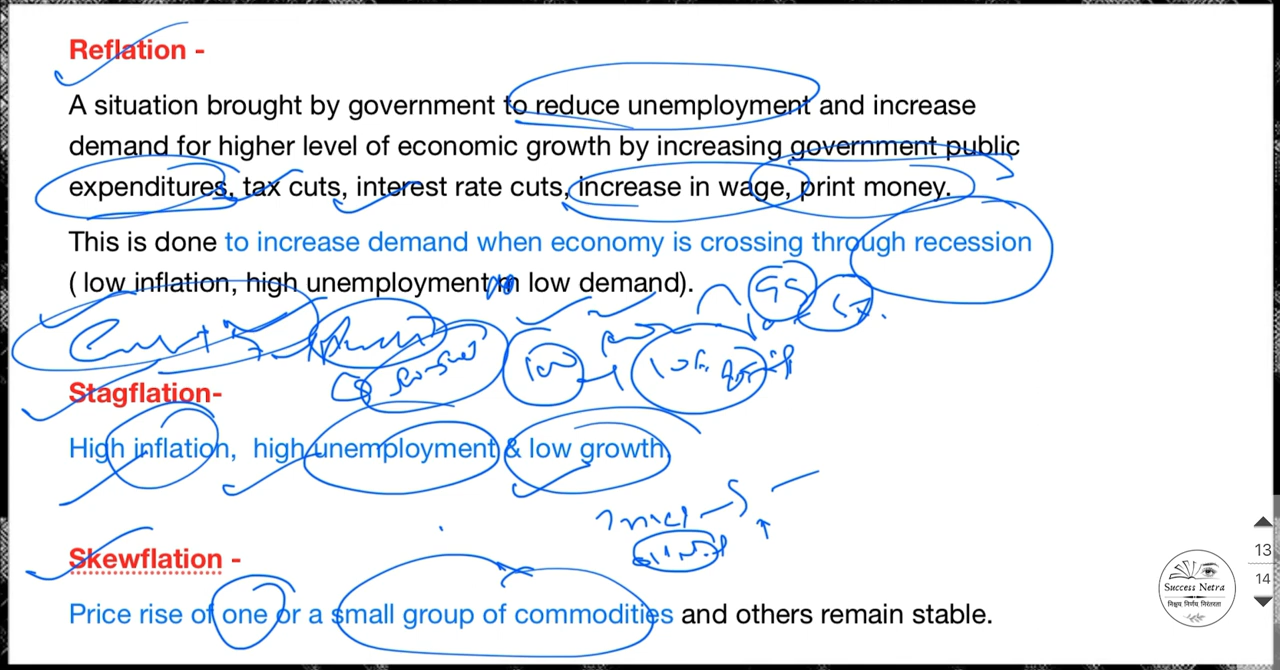 Reflation -
A situation brought by government to reduce unemployment and increase
demand for higher level of economic growth by increasing government public
expenditures, tax cuts, interest rate cuts, increase in wage, print money.
This is done to increase demand when economy is crossing through recession
( low inflation, high unemployment low demand).
Stagflation-
High inflation, high unemployment & low growth
Skewflation -
Price rise of one or a small group of commodities and others remain stable.
13
14
Success Netra
निश्चय निर्णय निरंतरता